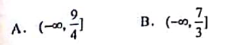 A. (-∞, 9/4]    B. (-∞, 7/3]